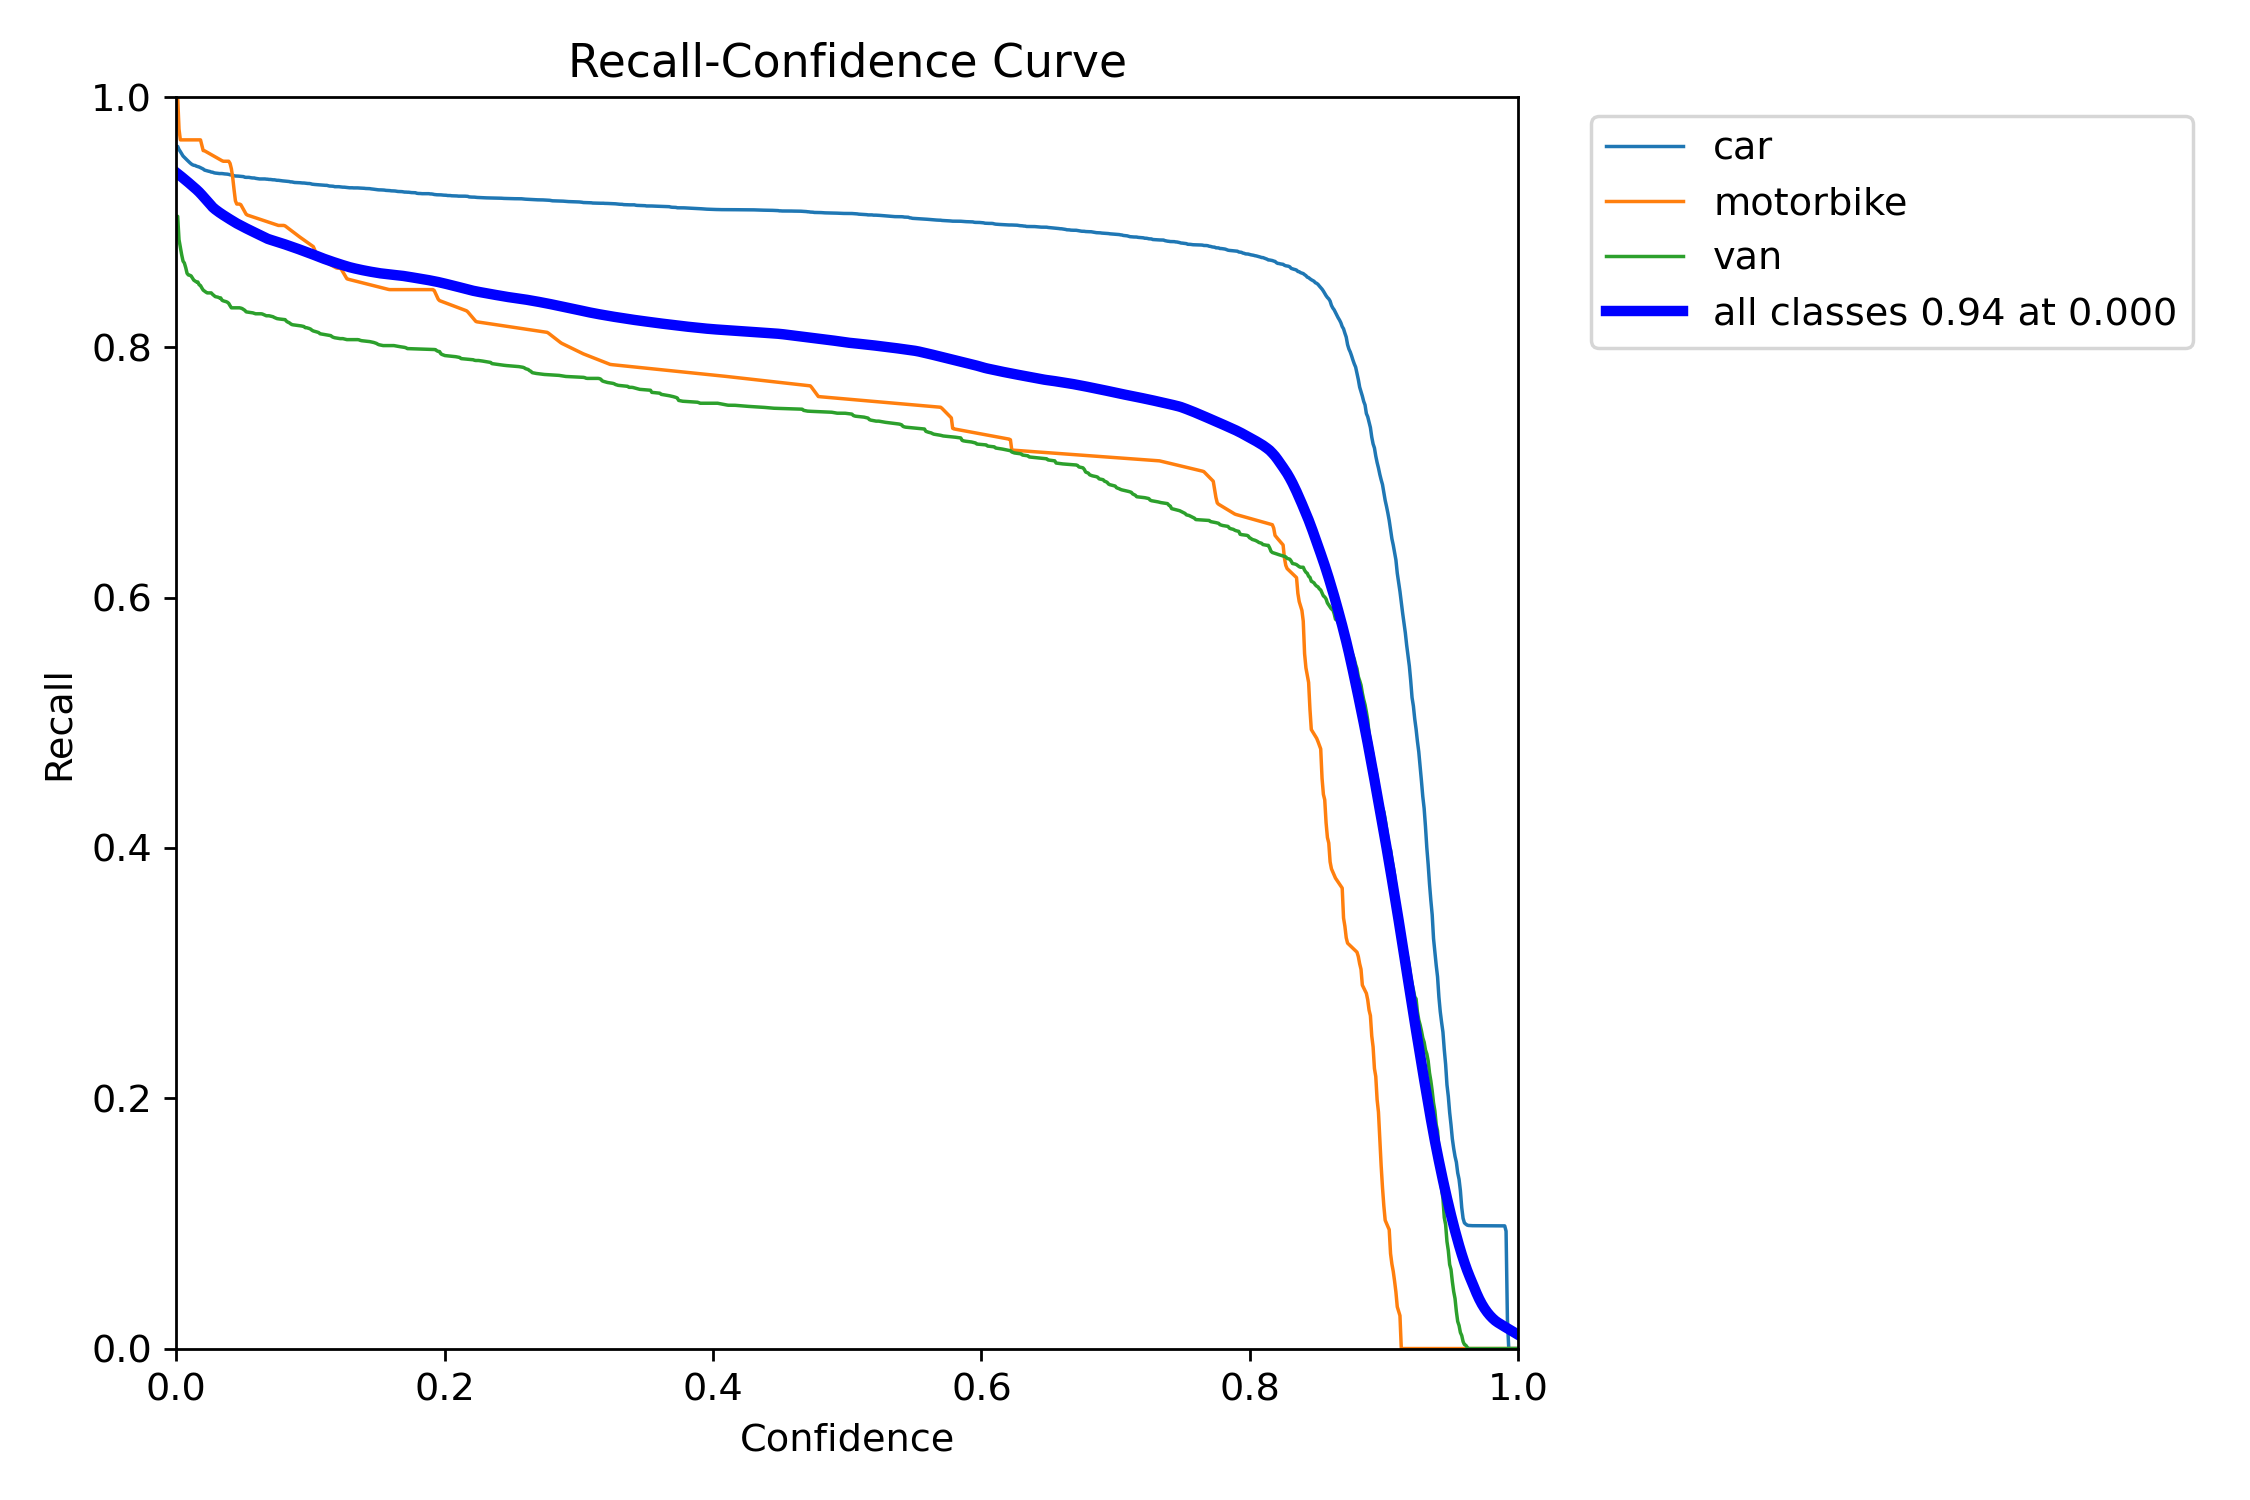 Recall-Confidence Curve
1.0
0.8
0.6
0.4
0.2
0.0
Recall
0.0 0.2 0.4 0.6 0.8 1.0
Confidence
car
motorbike
van
all classes 0.94 at 0.000